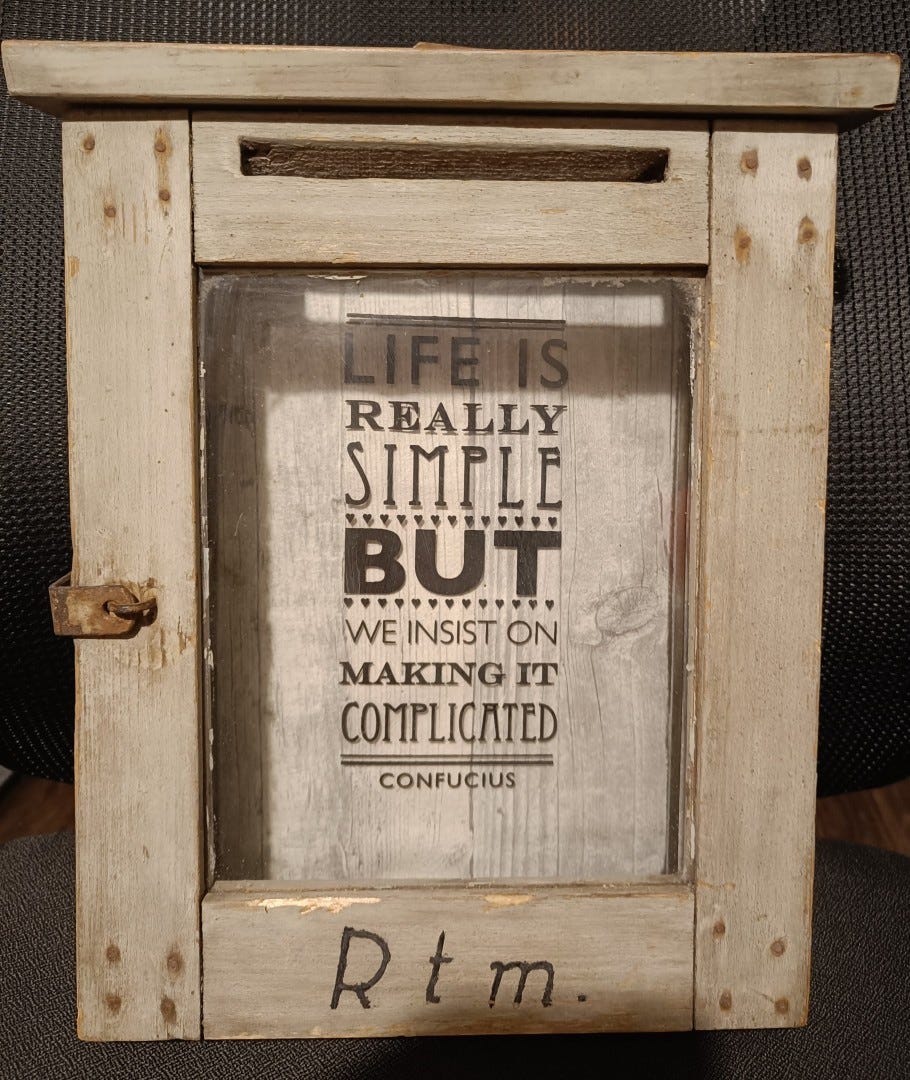 LIFE IS
REALLY
SIMPLE
BUT
WE INSIST ON
MAKING IT
COMPLICATED
CONFUCIUS
Rtm.